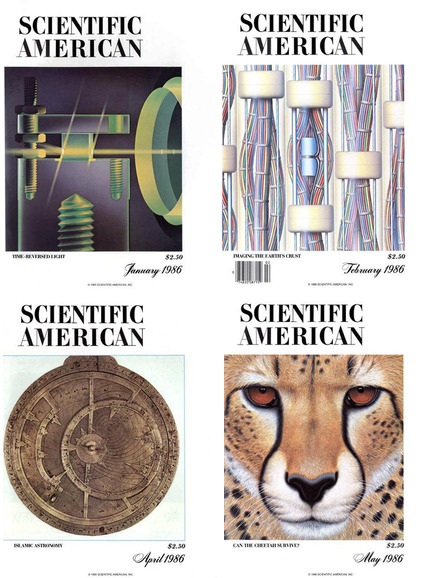 SCIENTIFIC
AMERICAN
TIME-REVERSED LIGHT
$2.50
January 1986
© 1985 SCIENTIFIC AMERICAN, INC
SCIENTIFIC
AMERICAN
IMAGING THE EARTH'S CRUST
$2.50
February 1986
© 1986 SCIENTIFIC AMERICAN, INC
SCIENTIFIC
AMERICAN
ISLAMIC ASTRONOMY
$2.50
April 1986
© 1986 SCIENTIFIC AMERICAN, INC
SCIENTIFIC
AMERICAN
CAN THE CHEETAH SURVIVE?
$2.50
May 1986
© 1986 SCIENTIFIC AMERICAN, INC